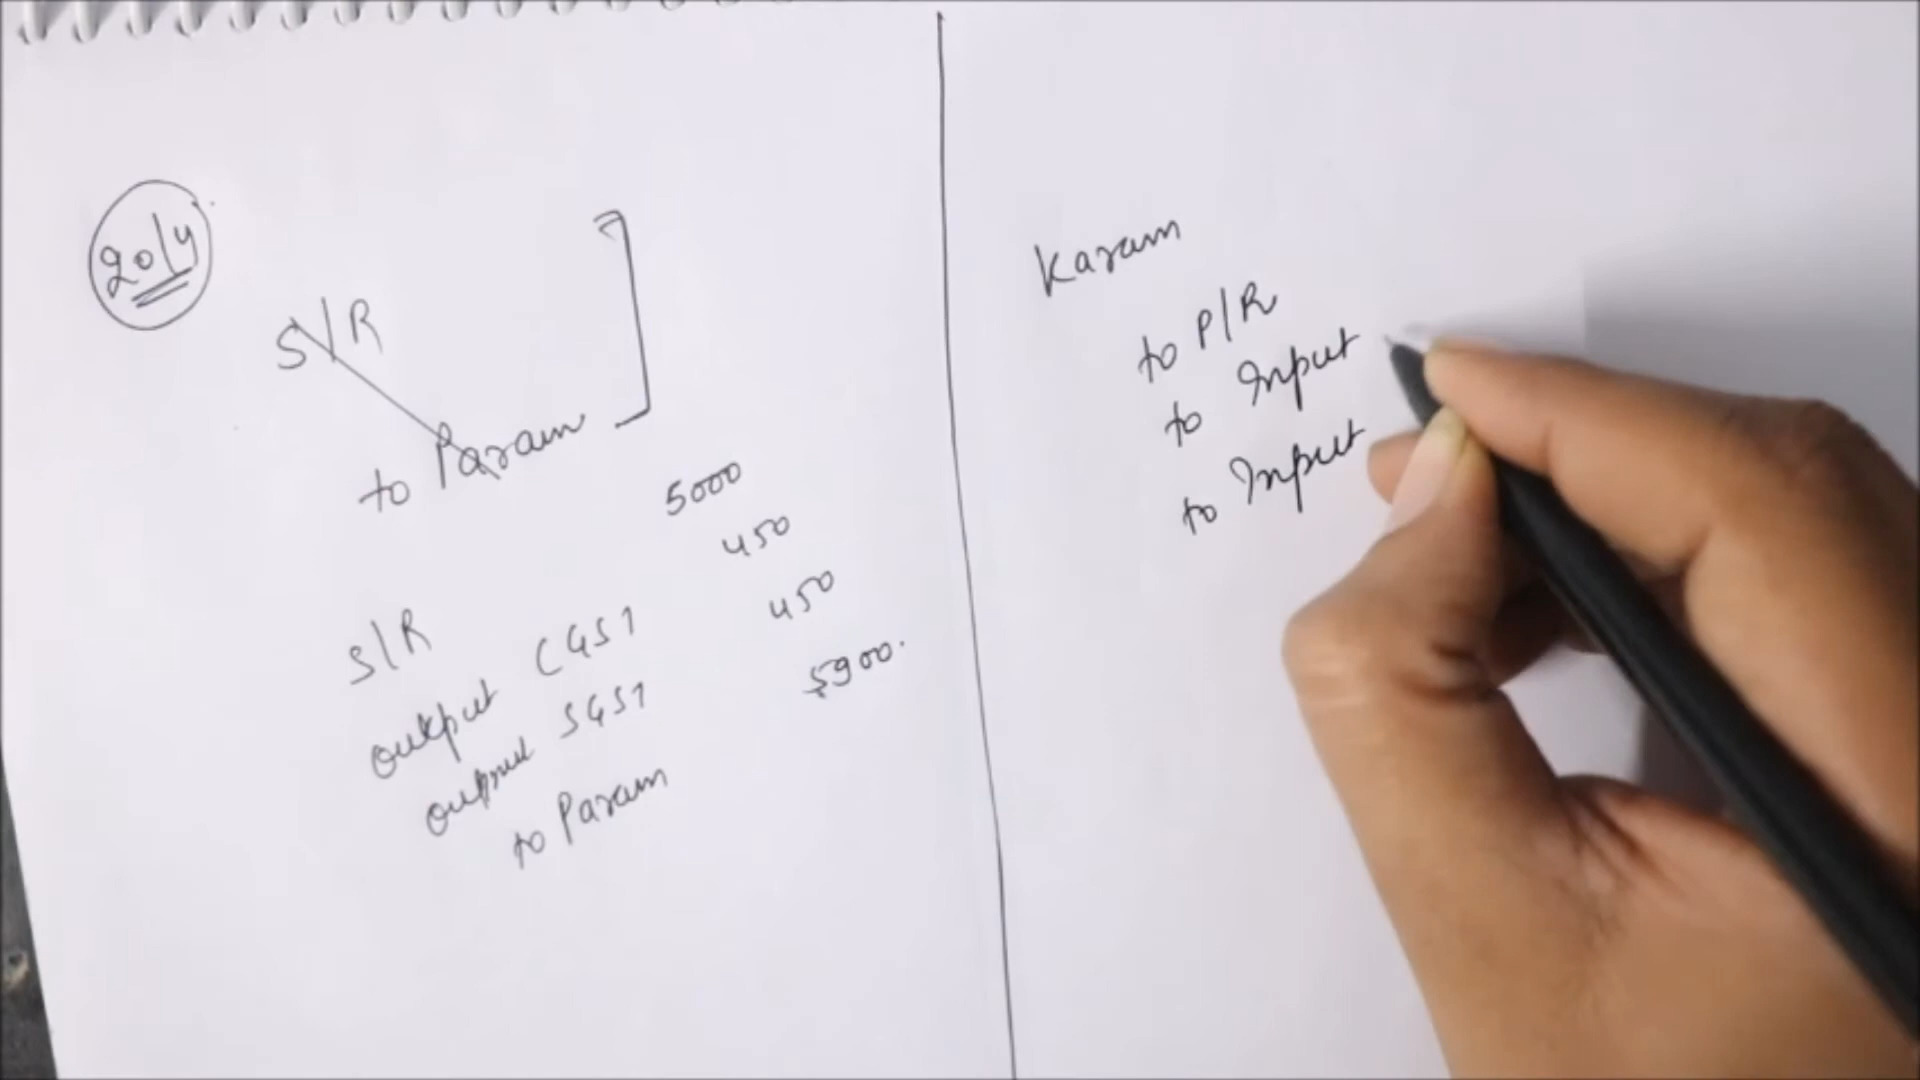 20/4
S/R
to Param
5000
450
450
5900.
S/R
output CGST
output SGST
to Param
Karam
to P/R
to Input
to Input